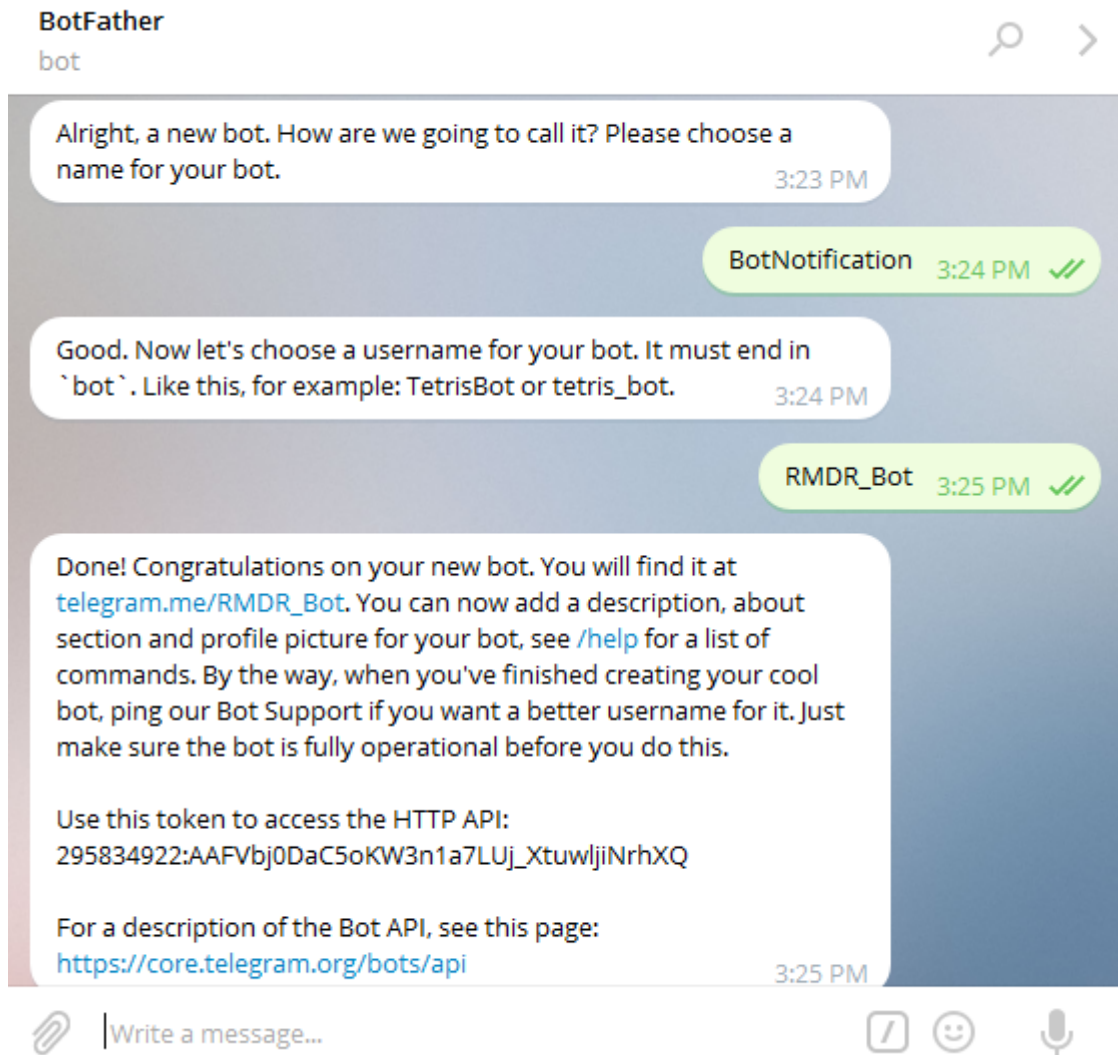 BotFather
bot
Alright, a new bot. How are we going to call it? Please choose a
name for your bot.
3:23 PM
BotNotification
3:24 PM
Good. Now let's choose a username for your bot. It must end in
`bot`. Like this, for example: TetrisBot or tetris_bot.
3:24 PM
RMDR_Bot
3:25 PM
Done! Congratulations on your new bot. You will find it at
telegram.me/RMDR_Bot. You can now add a description, about
section and profile picture for your bot, see /help for a list of
commands. By the way, when you've finished creating your cool
bot, ping our Bot Support if you want a better username for it. Just
make sure the bot is fully operational before you do this.
Use this token to access the HTTP API:
295834922:AAFVbj0DaC5oKW3n1a7LUj_XtuwljiNrhXQ
For a description of the Bot API, see this page:
https://core.telegram.org/bots/api
3:25 PM
Write a message...